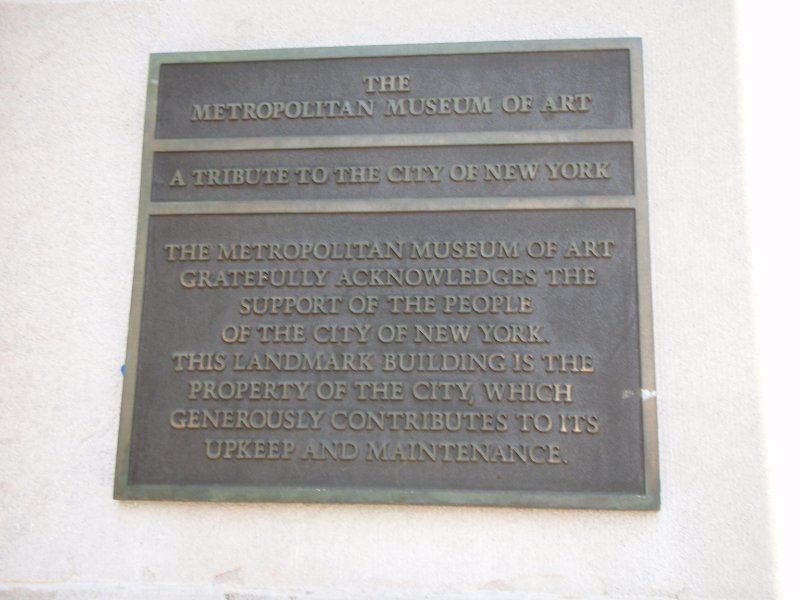 THE
METROPOLITAN MUSEUM OF ART
A TRIBUTE TO THE CITY OF NEW YORK
THE METROPOLITAN MUSEUM OF ART
GRATEFULLY ACKNOWLEDGES THE
SUPPORT OF THE PEOPLE
OF THE CITY OF NEW YORK.
THIS LANDMARK BUILDING IS THE
PROPERTY OF THE CITY, WHICH
GENEROUSLY CONTRIBUTES TO ITS
UPKEEP AND MAINTENANCE.